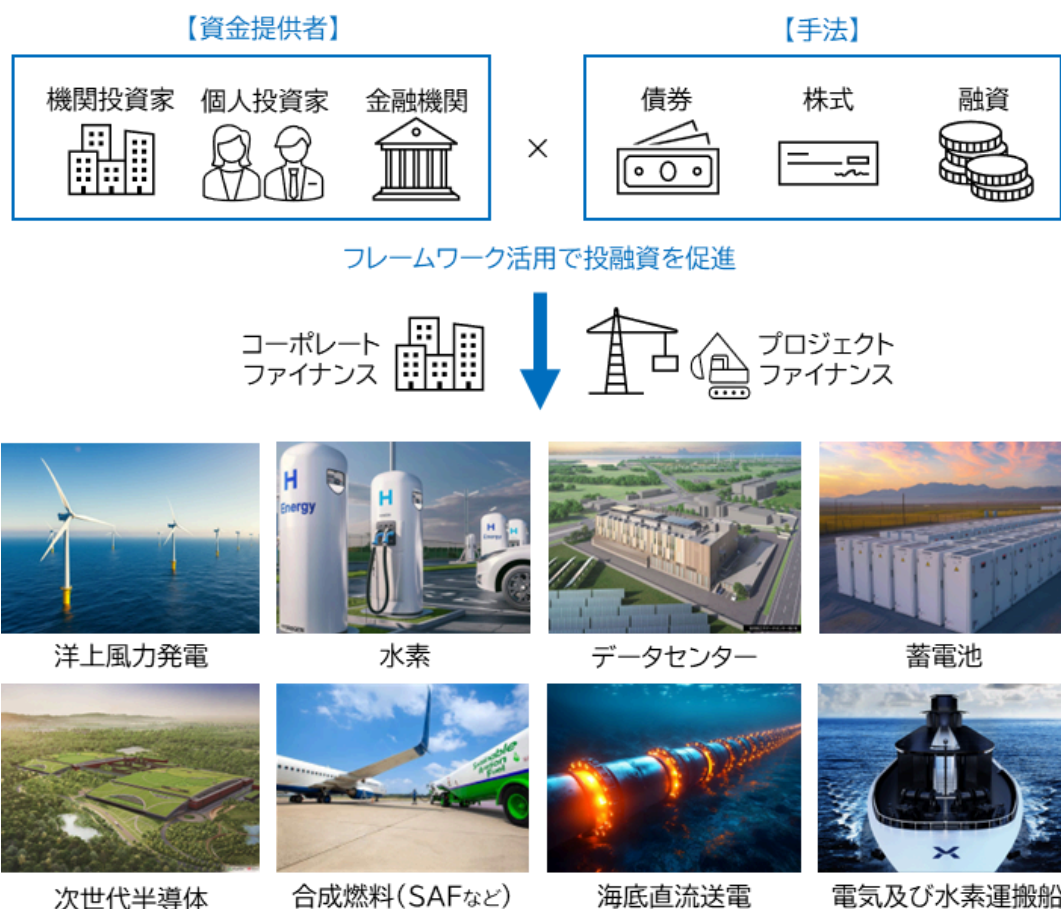 【資金提供者】
【手法】
機関投資家
個人投資家
金融機関
×
債券
株式
融資
フレームワーク活用で投融資を促進
コーポレート
ファイナンス
プロジェクト
ファイナンス
H
Energy
H
H
Energy
H
洋上風力発電
水素
データセンター
蓄電池
Sustainable
Aviation
Fuel
次世代半導体
合成燃料(SAFなど)
海底直流送電
電気及び水素運搬船